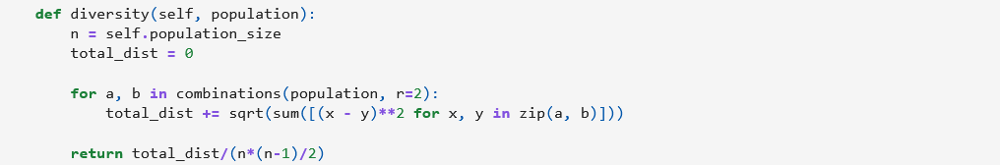 def diversity(self, population):
n = self.population_size
total_dist = 0
for a, b in combinations(population, r=2):
total_dist += sqrt(sum([(x - y)**2 for x, y in zip(a, b)]))
return total_dist/(n*(n-1)/2)